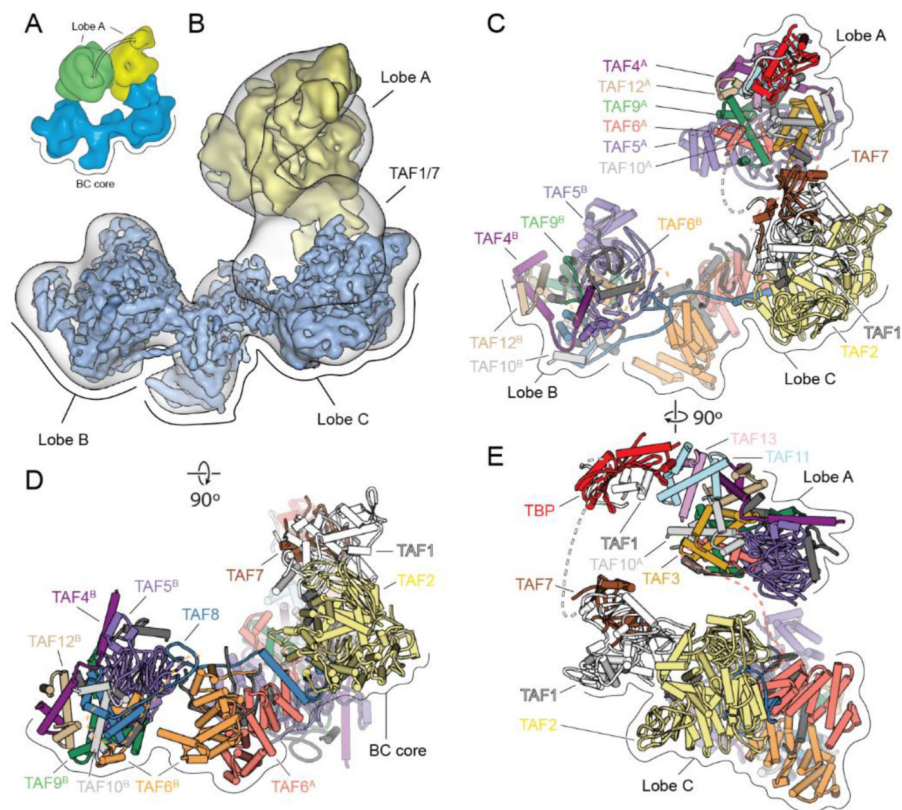 A
Lobe A
BC core
B
Lobe A
TAF1/7
Lobe B
Lobe C
C
Lobe A
TAF4ᴬ
TAF12ᴬ
TAF9ᴬ
TAF6ᴬ
TAF5ᴬ
TAF10ᴬ
TAF7
TAF5ᴮ
TAF9ᴮ
TAF6ᴮ
TAF4ᴮ
TAF12ᴮ
TAF10ᴮ
TAF1
TAF2
Lobe B
Lobe C
90º
D
90º
TAF1
TAF7
TAF2
TAF5ᴮ
TAF4ᴮ
TAF8
TAF12ᴮ
BC core
TAF9ᴮ
TAF10ᴮ
TAF6ᴮ
TAF6ᴬ
E
TAF13
TAF11
Lobe A
TBP
TAF1
TAF10ᴬ
TAF3
TAF7
TAF1
TAF2
Lobe C